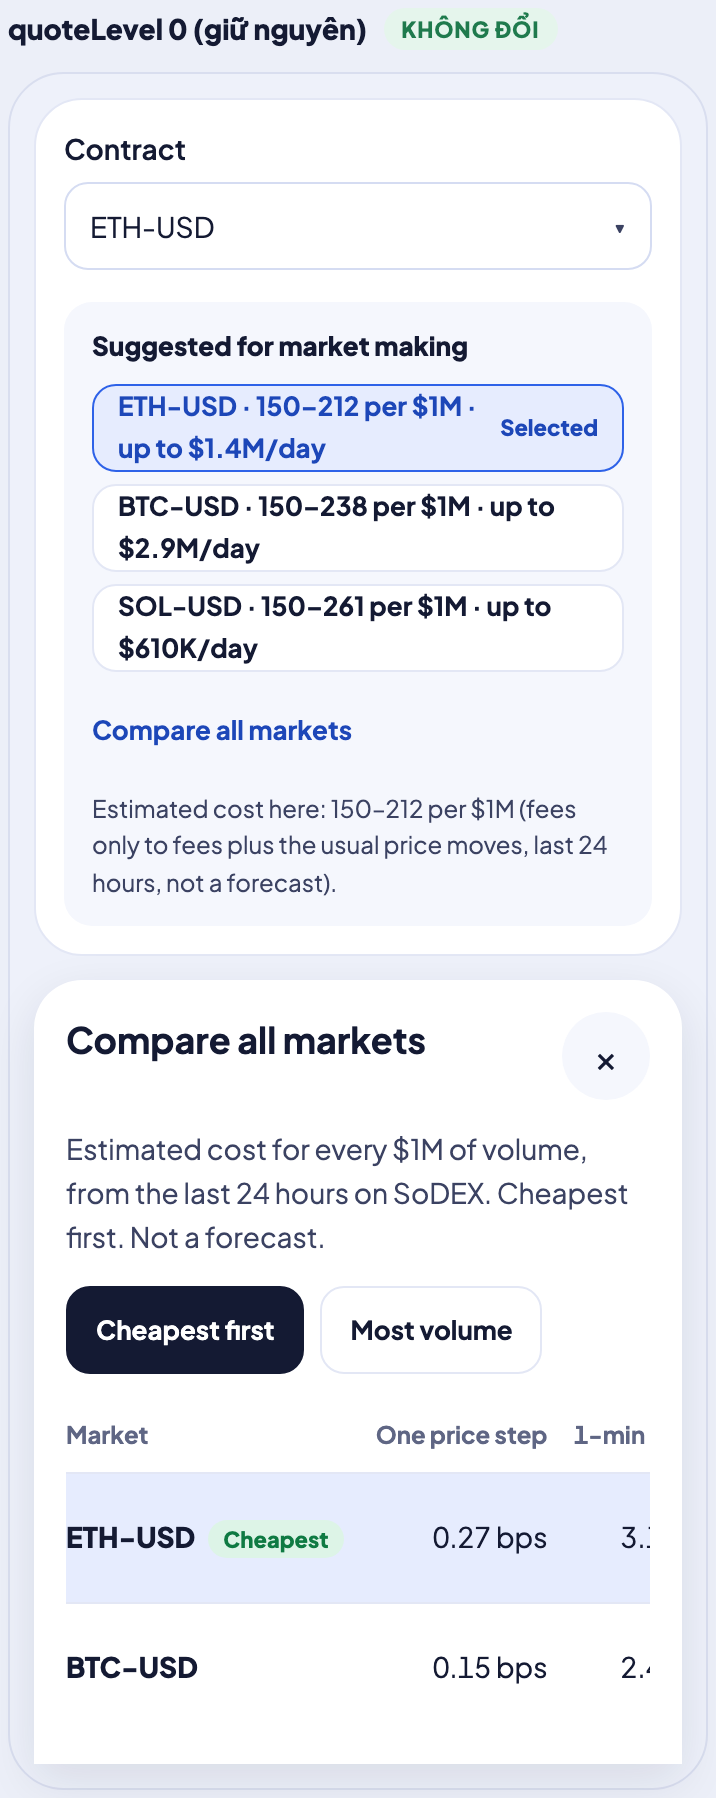 quoteLevel 0 (giữ nguyên) KHÔNG ĐỔI
Contract
ETH-USD ▾
Suggested for market making
ETH-USD · 150–212 per $1M ·
up to $1.4M/day
Selected
BTC-USD · 150–238 per $1M · up to
$2.9M/day
SOL-USD · 150–261 per $1M · up to
$610K/day
Compare all markets
Estimated cost here: 150–212 per $1M (fees
only to fees plus the usual price moves, last 24
hours, not a forecast).
Compare all markets ×
Estimated cost for every $1M of volume,
from the last 24 hours on SoDEX. Cheapest
first. Not a forecast.
Cheapest first Most volume
Market One price step 1-min
ETH-USD Cheapest 0.27 bps 3.
BTC-USD 0.15 bps 2.